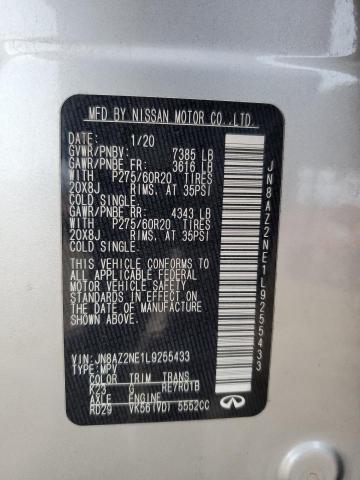 MFD BY NISSAN MOTOR CO.,LTD.
1/20
GVWR/PNBV: 7385 LB
GAWR/PNBE FR: 3616 LB
WITH P275/60R20 TIRES
20X8J RIMS, AT 35PSI
COLD SINGLE
GAWR/PNBE RR: 4343 LB
WITH P275/60R20 TIRES
20X8J RIMS, AT 35PSI
COLD SINGLE
THIS VEHICLE CONFORMS TO
ALL APPLICABLE FEDERAL
MOTOR VEHICLE SAFETY
STANDARDS IN EFFECT ON
THE DATE OF MANUFACTURE
SHOWN ABOVE.
VIN: JN8AZ2NE1L9255433
TYPE: MPV
COLOR TRIM TRANS
K23 G RE7R01B
AXLE ENGINE
RD29 VK56(VD) 5552CC
INFINITI
JN8AZ2NE1L9255433